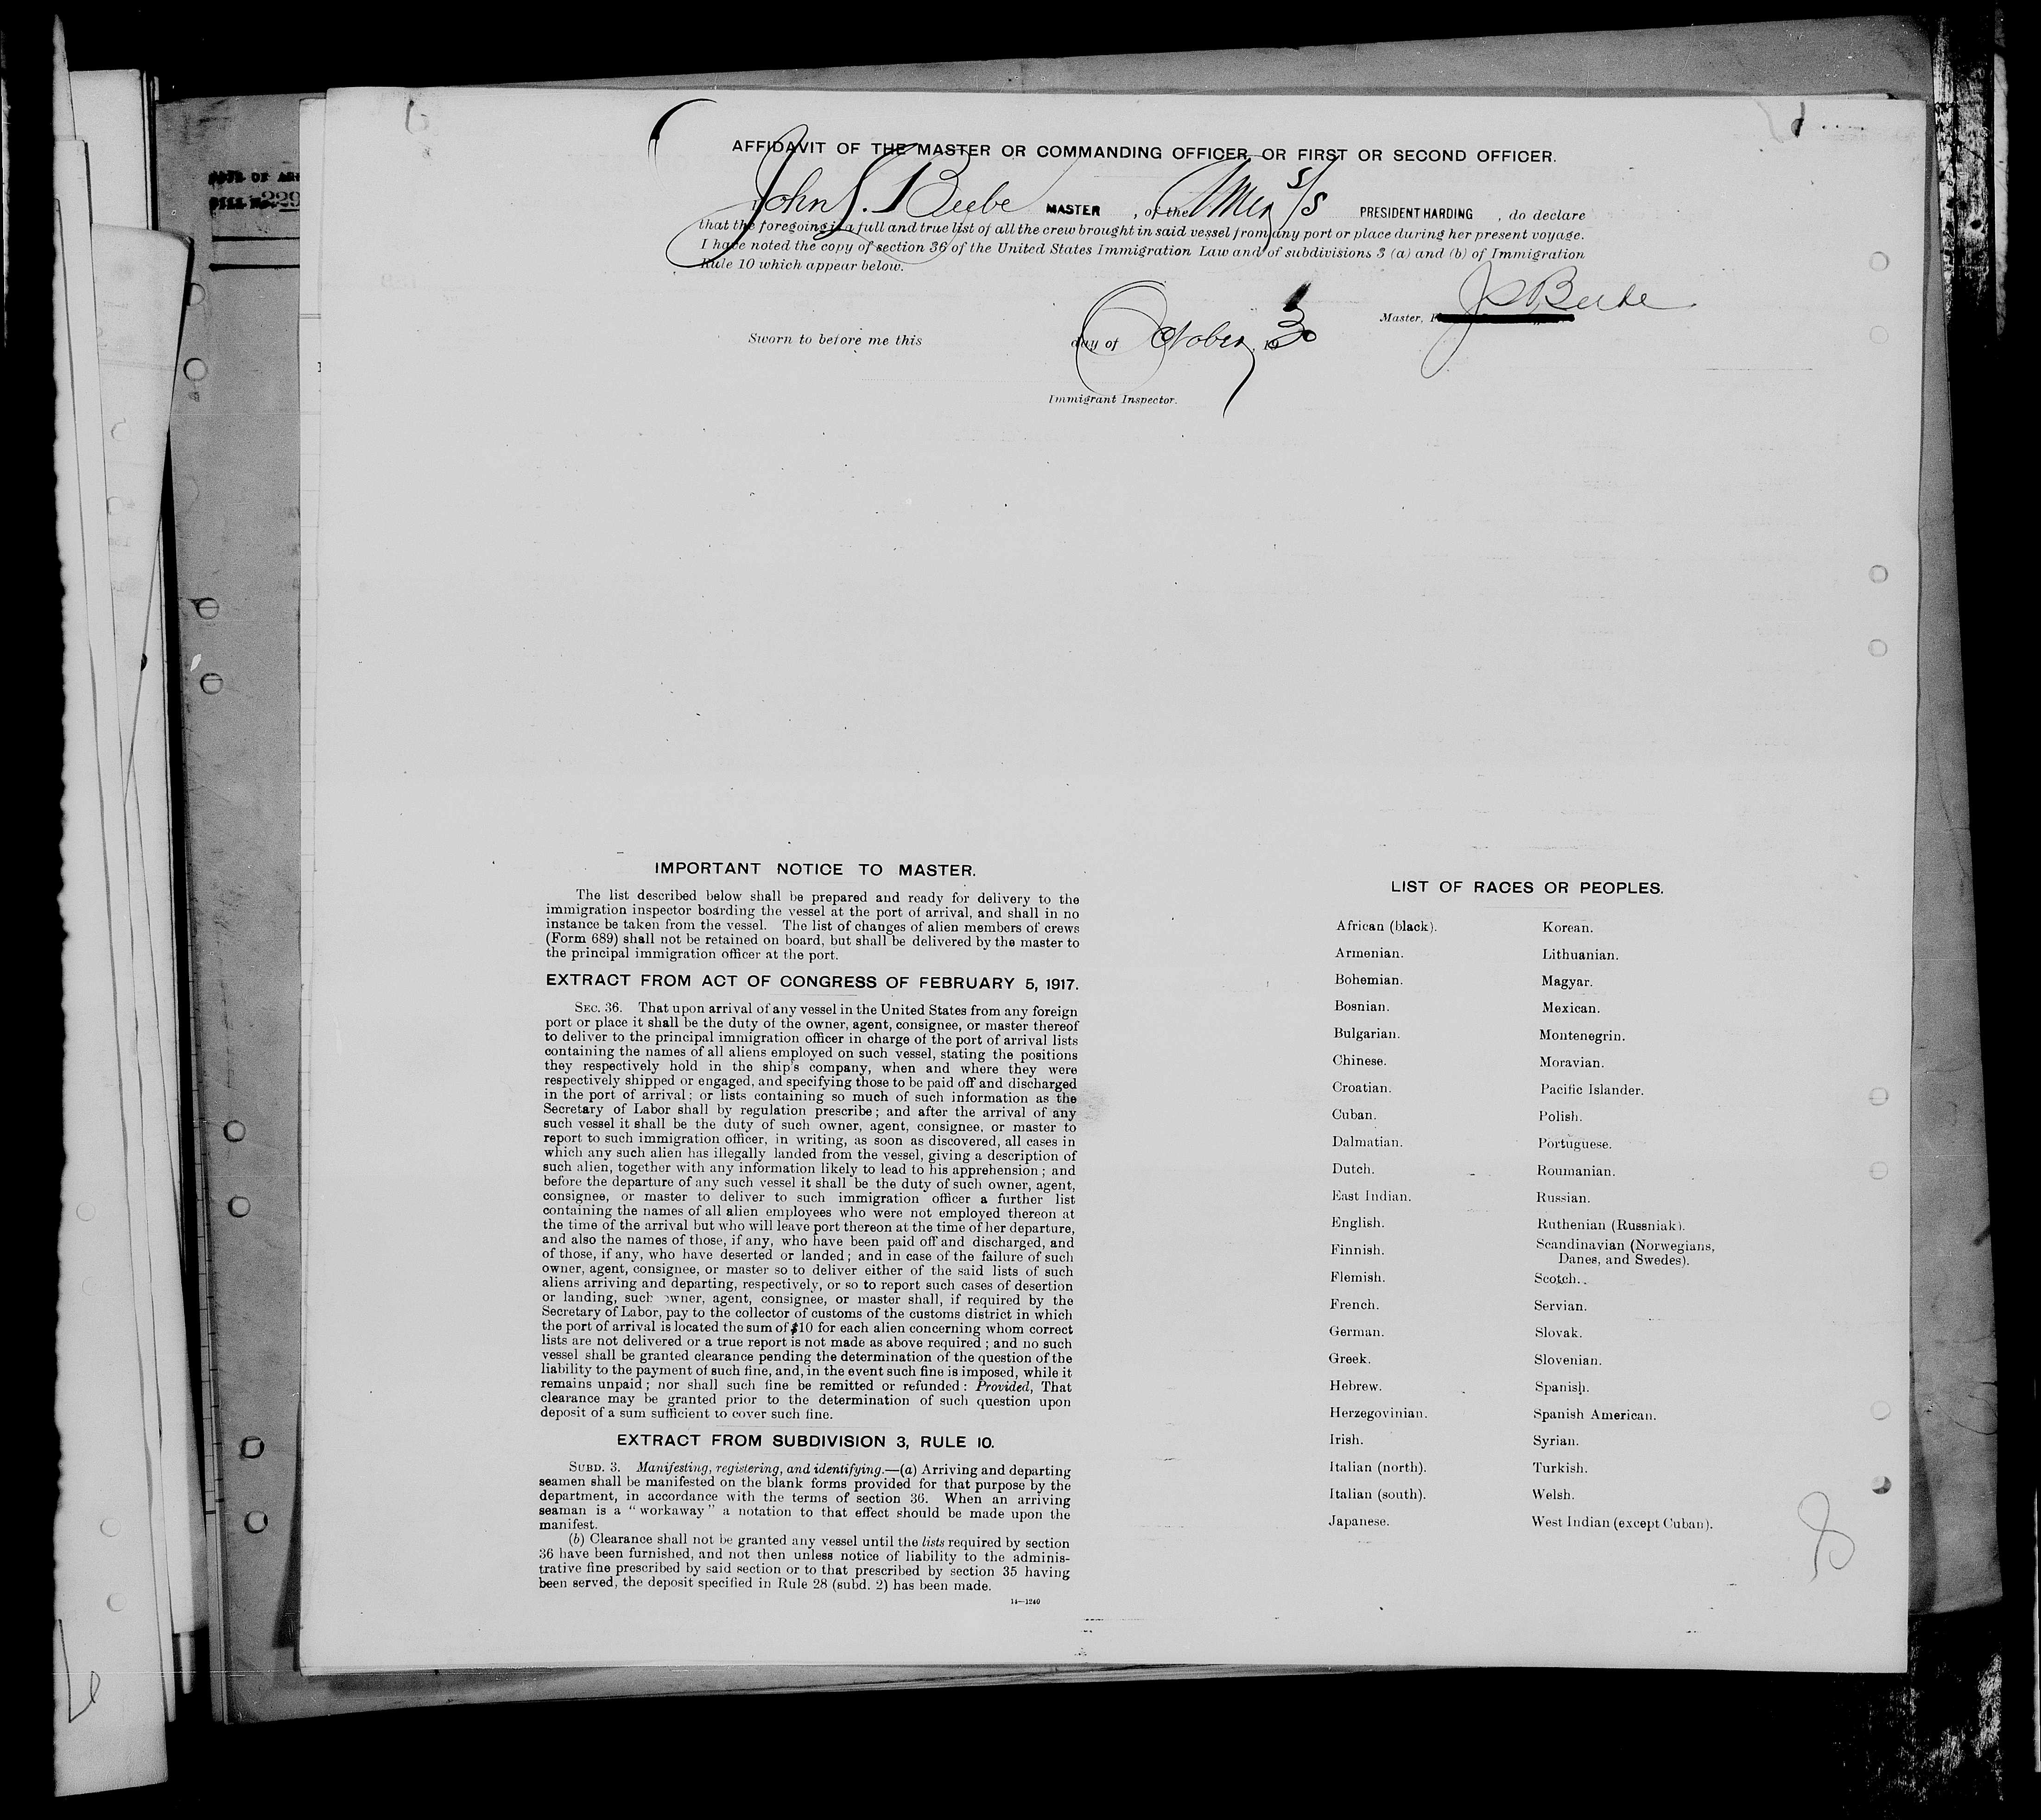 DATE OF ARR
BILL No. 229
AFFIDAVIT OF THE MASTER OR COMMANDING OFFICER, OR FIRST OR SECOND OFFICER.
I, John S. Beebe MASTER, of the Amer S/S PRESIDENT HARDING, do declare
that the foregoing is a full and true list of all the crew brought in said vessel from any port or place during her present voyage.
I have noted the copy of section 36 of the United States Immigration Law and of subdivisions 3 (a) and (b) of Immigration
Rule 10 which appear below.
J S Beebe
Master,
Sworn to before me this day of October, 1930
Immigrant Inspector.
IMPORTANT NOTICE TO MASTER.
The list described below shall be prepared and ready for delivery to the
immigration inspector boarding the vessel at the port of arrival, and shall in no
instance be taken from the vessel. The list of changes of alien members of crews
(Form 689) shall not be retained on board, but shall be delivered by the master to
the principal immigration officer at the port.
EXTRACT FROM ACT OF CONGRESS OF FEBRUARY 5, 1917.
SEC. 36. That upon arrival of any vessel in the United States from any foreign
port or place it shall be the duty of the owner, agent, consignee, or master thereof
to deliver to the principal immigration officer in charge of the port of arrival lists
containing the names of all aliens employed on such vessel, stating the positions
they respectively hold in the ship's company, when and where they were
respectively shipped or engaged, and specifying those to be paid off and discharged
in the port of arrival; or lists containing so much of such information as the
Secretary of Labor shall by regulation prescribe; and after the arrival of any
such vessel it shall be the duty of such owner, agent, consignee, or master to
report to such immigration officer, in writing, as soon as discovered, all cases in
which any such alien has illegally landed from the vessel, giving a description of
such alien, together with any information likely to lead to his apprehension; and
before the departure of any such vessel it shall be the duty of such owner, agent,
consignee, or master to deliver to such immigration officer a further list
containing the names of all alien employees who were not employed thereon at
the time of the arrival but who will leave port thereon at the time of her departure,
and also the names of those, if any, who have been paid off and discharged, and
of those, if any, who have deserted or landed; and in case of the failure of such
owner, agent, consignee, or master so to deliver either of the said lists of such
aliens arriving and departing, respectively, or so to report such cases of desertion
or landing, such owner, agent, consignee, or master shall, if required by the
Secretary of Labor, pay to the collector of customs of the customs district in which
the port of arrival is located the sum of $10 for each alien concerning whom correct
lists are not delivered or a true report is not made as above required; and no such
vessel shall be granted clearance pending the determination of the question of the
liability to the payment of such fine, and, in the event such fine is imposed, while it
remains unpaid; nor shall such fine be remitted or refunded: Provided, That
clearance may be granted prior to the determination of such question upon
deposit of a sum sufficient to cover such fine.
EXTRACT FROM SUBDIVISION 3, RULE 10.
SUBD. 3. Manifesting, registering, and identifying.—(a) Arriving and departing
seamen shall be manifested on the blank forms provided for that purpose by the
department, in accordance with the terms of section 36. When an arriving
seaman is a "workaway" a notation to that effect should be made upon the
manifest.
(b) Clearance shall not be granted any vessel until the lists required by section
36 have been furnished, and not then unless notice of liability to the adminis-
trative fine prescribed by said section or to that prescribed by section 35 having
been served, the deposit specified in Rule 28 (subd. 2) has been made.
14—1240
LIST OF RACES OR PEOPLES.
African (black).
Armenian.
Bohemian.
Bosnian.
Bulgarian.
Chinese.
Croatian.
Cuban.
Dalmatian.
Dutch.
East Indian.
English.
Finnish.
Flemish.
French.
German.
Greek.
Hebrew.
Herzegovinian.
Irish.
Italian (north).
Italian (south).
Japanese.
Korean.
Lithuanian.
Magyar.
Mexican.
Montenegrin.
Moravian.
Pacific Islander.
Polish.
Portuguese.
Roumanian.
Russian.
Ruthenian (Russniak).
Scandinavian (Norwegians,
Danes, and Swedes).
Scotch.
Servian.
Slovak.
Slovenian.
Spanish.
Spanish American.
Syrian.
Turkish.
Welsh.
West Indian (except Cuban).
8